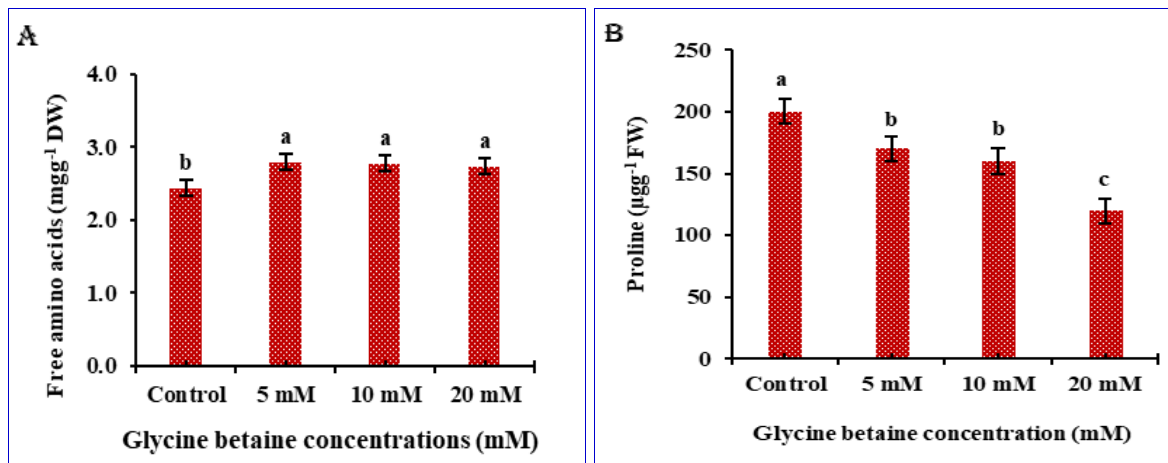 A
Free amino acids (mgg⁻¹ DW)
4.0
3.0
2.0
1.0
0.0
b
a
a
a
Control 5 mM 10 mM 20 mM
Glycine betaine concentrations (mM)
B
Proline (µgg⁻¹ FW)
250
200
150
100
50
0
a
b
b
c
Control 5 mM 10 mM 20 mM
Glycine betaine concentration (mM)